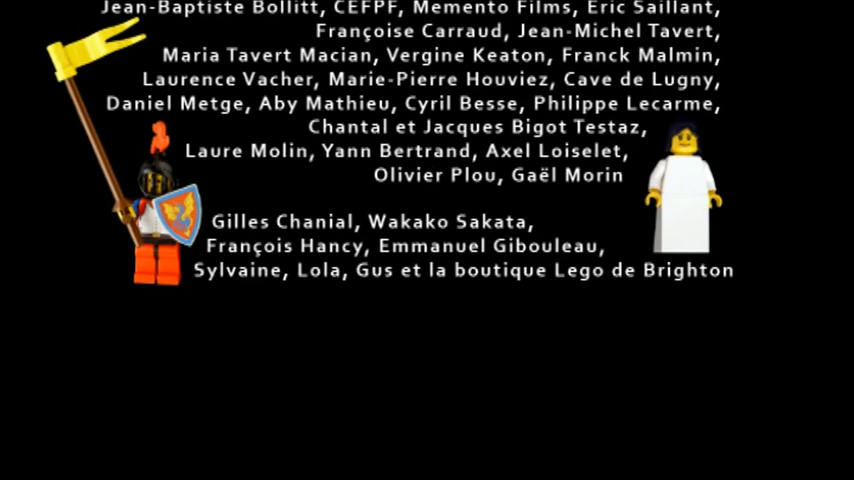 Jean-Baptiste Bollitt, CEFPF, Memento Films, Eric Saillant,
Françoise Carraud, Jean-Michel Tavert,
Maria Tavert Macian, Vergine Keaton, Franck Malmin,
Laurence Vacher, Marie-Pierre Houviez, Cave de Lugny,
Daniel Metge, Aby Mathieu, Cyril Besse, Philippe Lecarme,
Chantal et Jacques Bigot Testaz,
Laure Molin, Yann Bertrand, Axel Loiselet,
Olivier Plou, Gaël Morin
Gilles Chanial, Wakako Sakata,
François Hancy, Emmanuel Gibouleau,
Sylvaine, Lola, Gus et la boutique Lego de Brighton